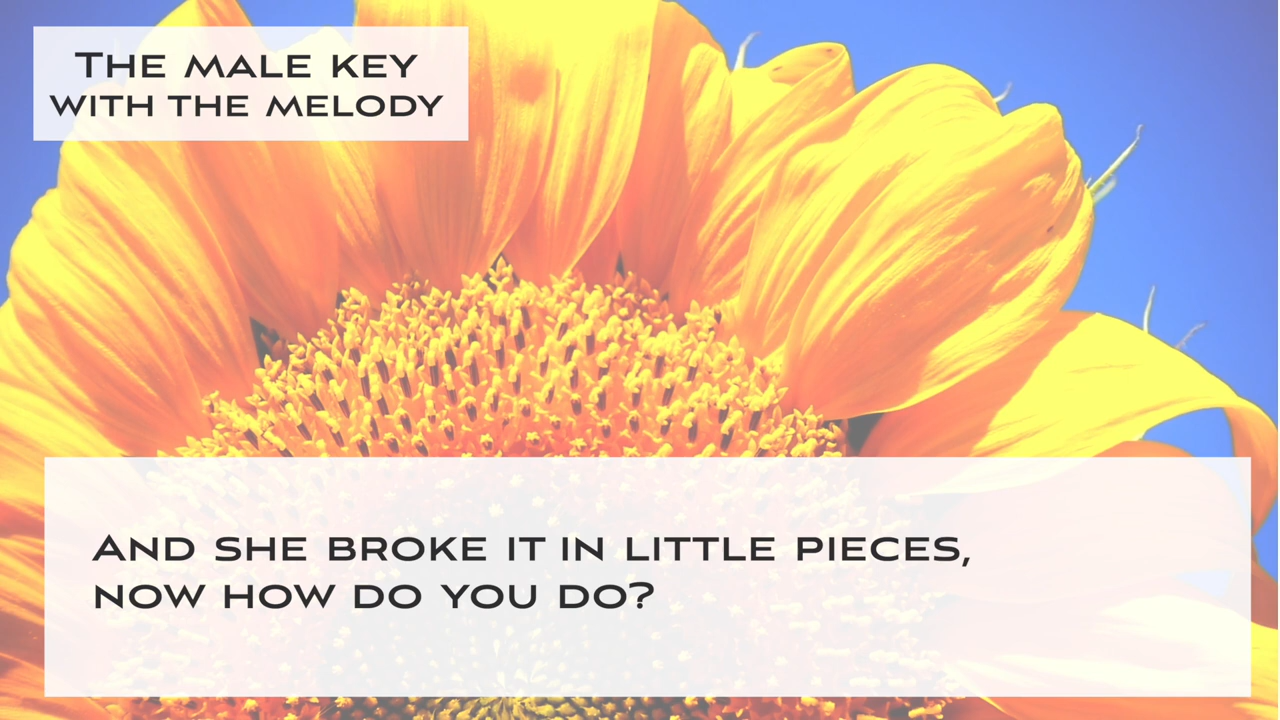 The male key
with the melody
And she broke it in little pieces,
now how do you do?